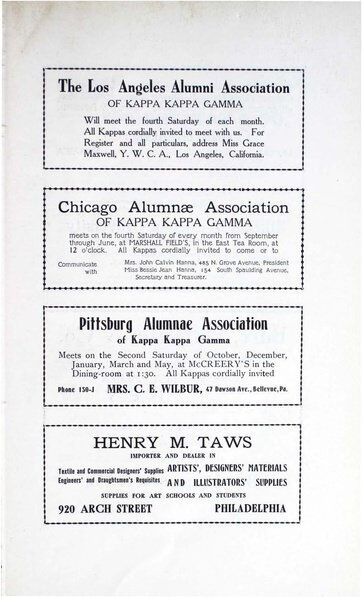 The Los Angeles Alumni Association
OF KAPPA KAPPA GAMMA
Will meet the fourth Saturday of each month.
All Kappas cordially invited to meet with us. For
Register and all particulars, address Miss Grace
Maxwell, Y. W. C. A., Los Angeles, California.
Chicago Alumnæ Association
OF KAPPA KAPPA GAMMA
meets on the fourth Saturday of every month from September
through June, at MARSHALL FIELD'S, in the East Tea Room, at
12 o'clock. All Kappas cordially invited to come or to
Communicate with
Mrs. John Calvin Hanna, 485 N. Grove Avenue, President
Miss Bessie Jean Hanna, 154 South Spaulding Avenue,
Secretary and Treasurer.
Pittsburg Alumnae Association
of Kappa Kappa Gamma
Meets on the Second Saturday of October, December,
January, March and May, at McCREERY'S in the
Dining-room at 1:30. All Kappas cordially invited
Phone 150-J MRS. C. E. WILBUR, 47 Dawson Ave., Bellevue, Pa.
HENRY M. TAWS
IMPORTER AND DEALER IN
Textile and Commercial Designers' Supplies
Engineers' and Draughtsmen's Requisites
ARTISTS', DESIGNERS' MATERIALS
AND ILLUSTRATORS' SUPPLIES
SUPPLIES FOR ART SCHOOLS AND STUDENTS
920 ARCH STREET PHILADELPHIA